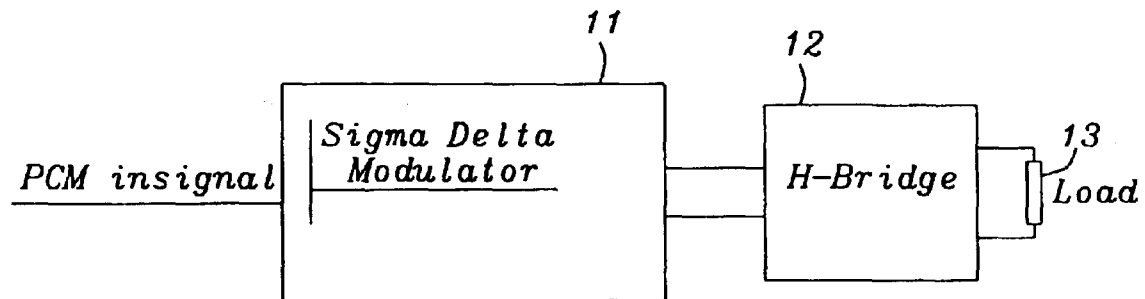 11
12
13
Sigma Delta
Modulator
PCM insignal
H-Bridge
Load